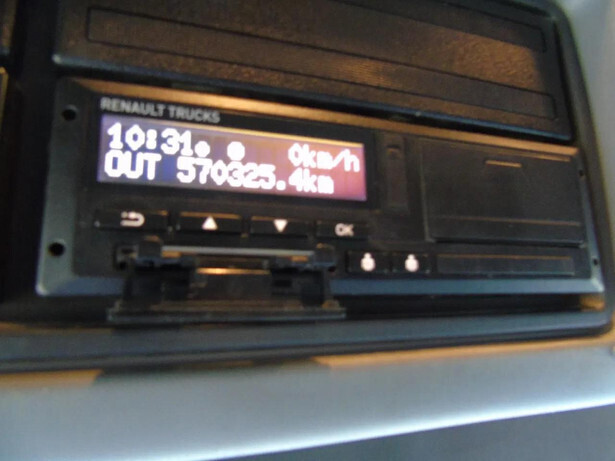 RENAULT TRUCKS
10:31 0km/h
OUT 570325.4km
OK